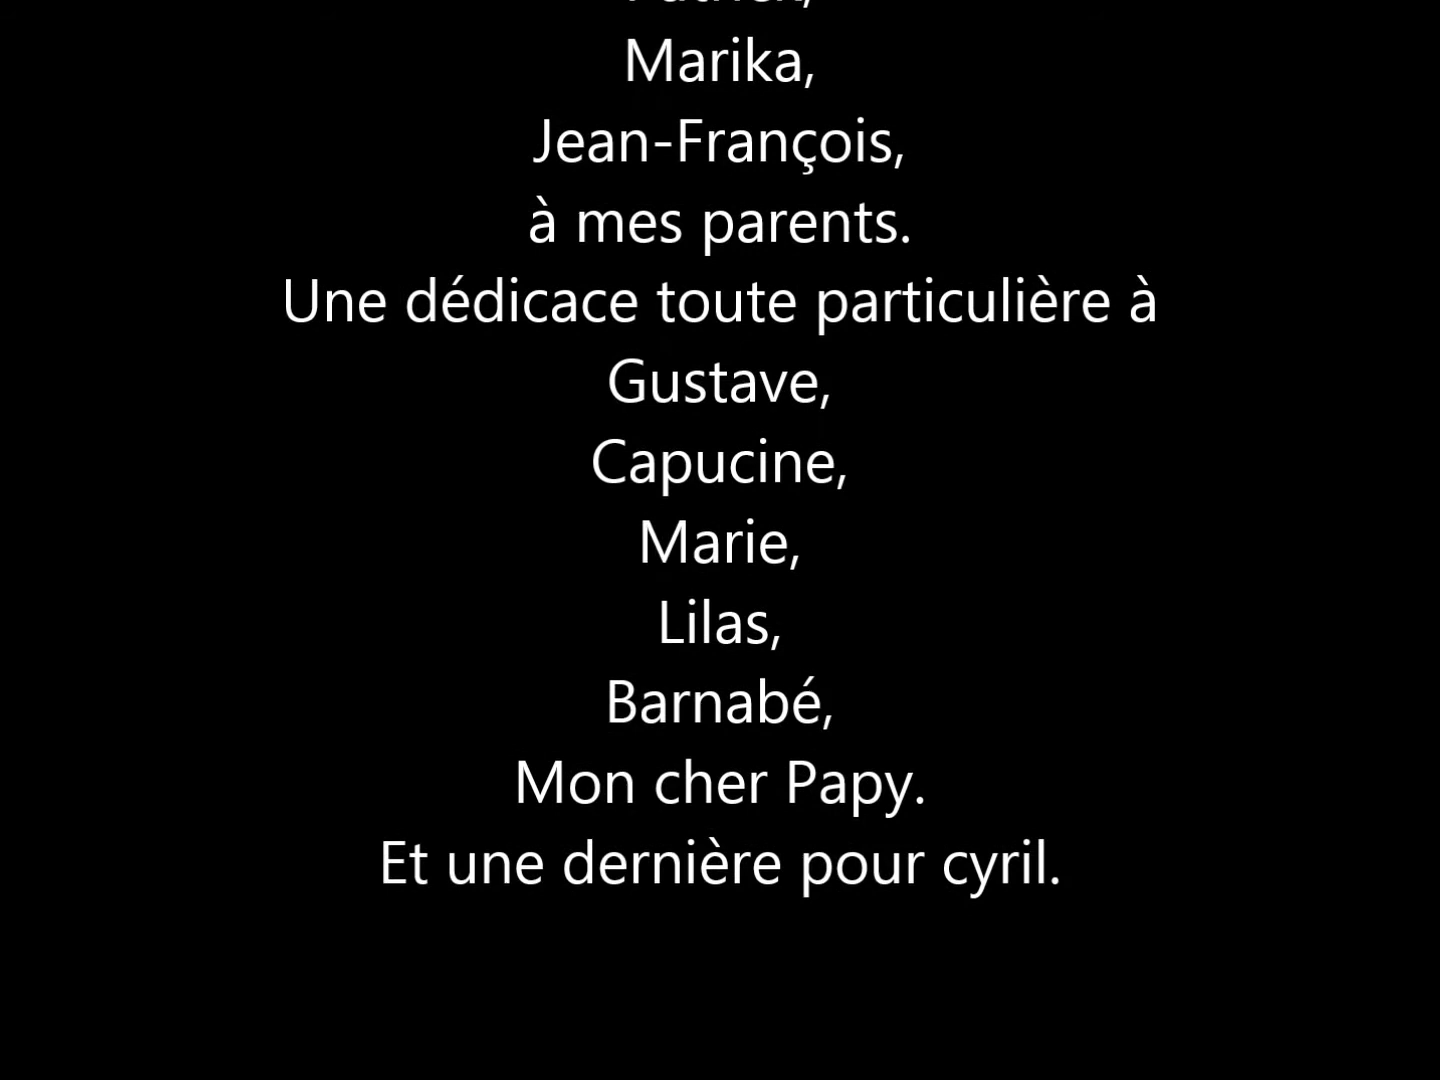 Marika,
Jean-François,
à mes parents.
Une dédicace toute particulière à
Gustave,
Capucine,
Marie,
Lilas,
Barnabé,
Mon cher Papy.
Et une dernière pour cyril.